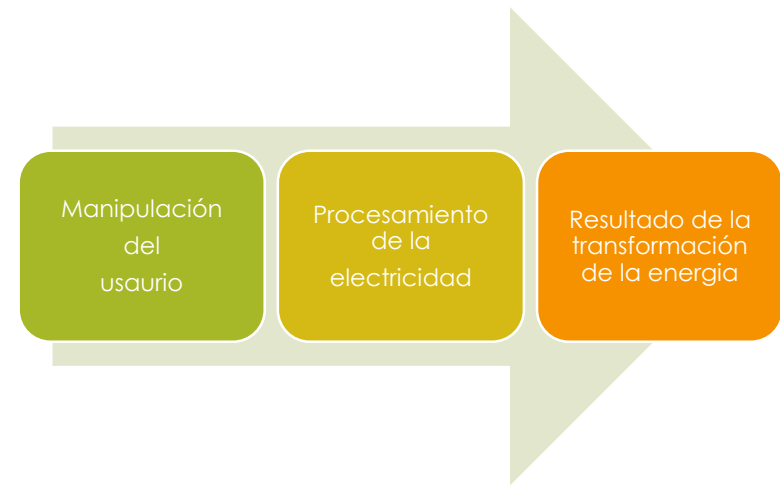 Manipulación
del
usaurio
Procesamiento
de la
electricidad
Resultado de la
transformación
de la energia